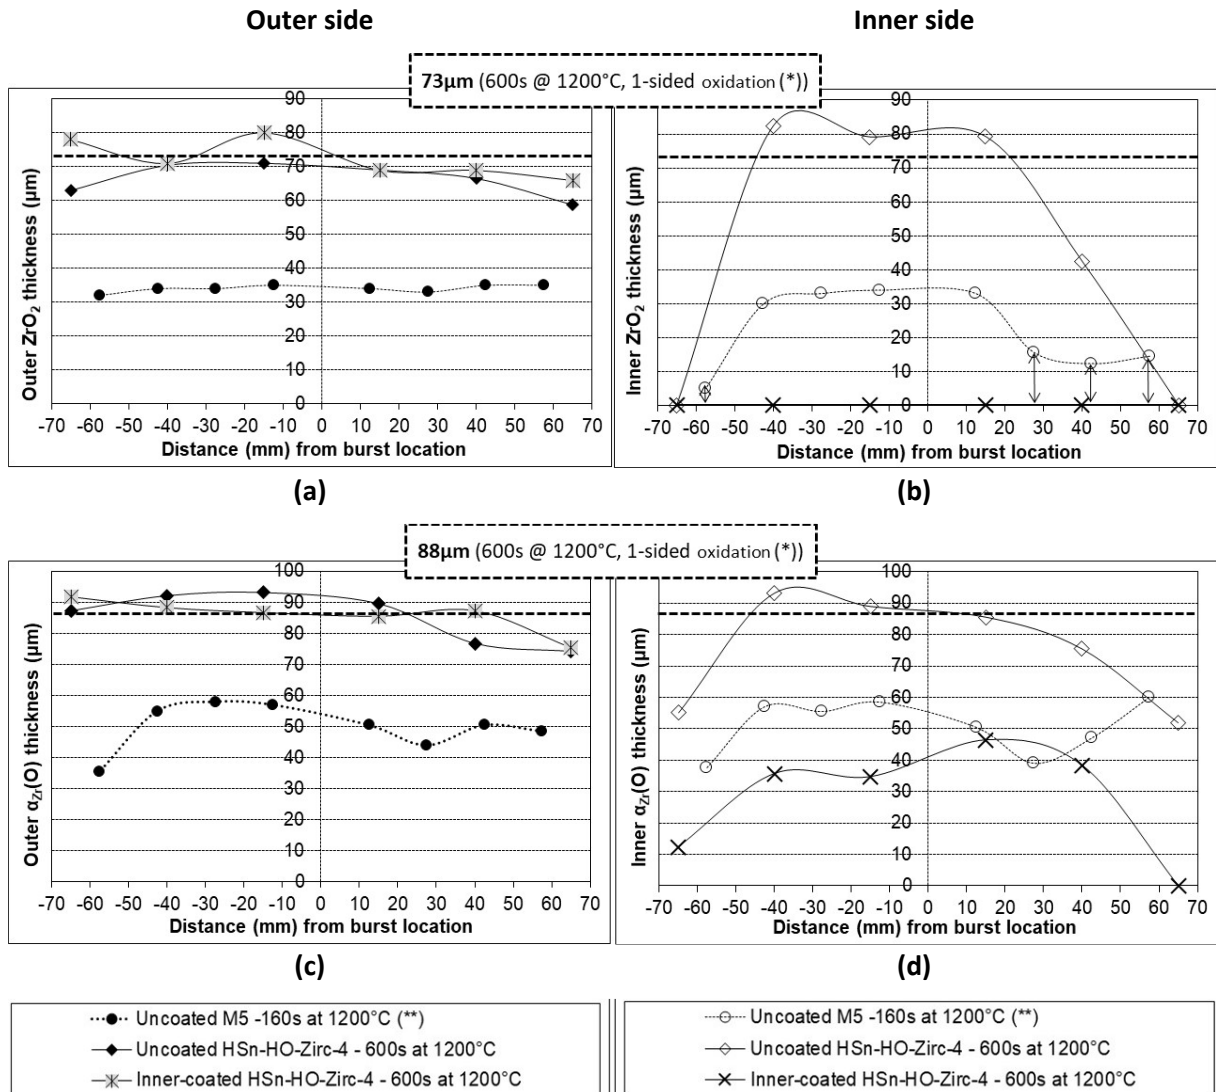 Outer side
Inner side
73µm (600s @ 1200°C, 1-sided oxidation (*))
90
80
70
60
50
40
30
20
10
0
Outer ZrO₂ thickness (µm)
-70 -60 -50 -40 -30 -20 -10 0 10 20 30 40 50 60 70
Distance (mm) from burst location
(a)
90
80
70
60
50
40
30
20
10
0
Inner ZrO₂ thickness (µm)
-70 -60 -50 -40 -30 -20 -10 0 10 20 30 40 50 60 70
Distance (mm) from burst location
(b)
88µm (600s @ 1200°C, 1-sided oxidation (*))
100
90
80
70
60
50
40
30
20
10
0
Outer αZr(O) thickness (µm)
-70 -60 -50 -40 -30 -20 -10 0 10 20 30 40 50 60 70
Distance (mm) from burst location
(c)
100
90
80
70
60
50
40
30
20
10
0
Inner αZr(O) thickness (µm)
-70 -60 -50 -40 -30 -20 -10 0 10 20 30 40 50 60 70
Distance (mm) from burst location
(d)
Uncoated M5 -160s at 1200°C (**)
Uncoated HSn-HO-Zirc-4 - 600s at 1200°C
Inner-coated HSn-HO-Zirc-4 - 600s at 1200°C
Uncoated M5 -160s at 1200°C (**)
Uncoated HSn-HO-Zirc-4 - 600s at 1200°C
Inner-coated HSn-HO-Zirc-4 - 600s at 1200°C